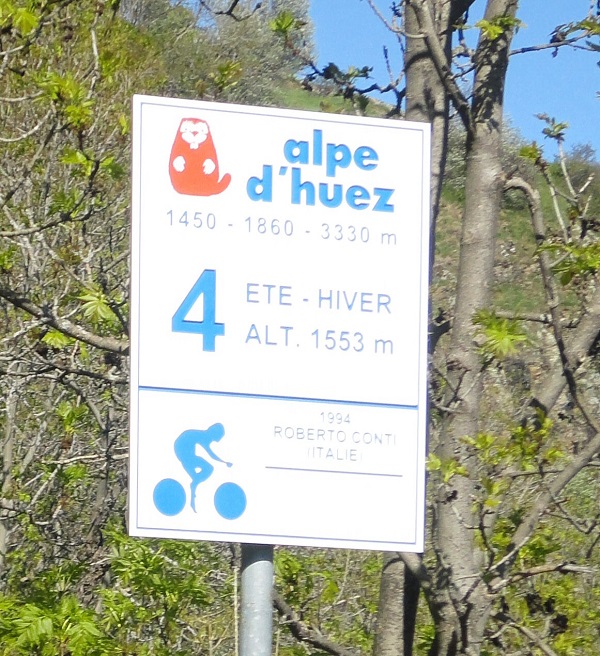 alpe
d'huez
1450 - 1860 - 3330 m
4
ETE - HIVER
ALT. 1553 m
1994
ROBERTO CONTI
(ITALIE)